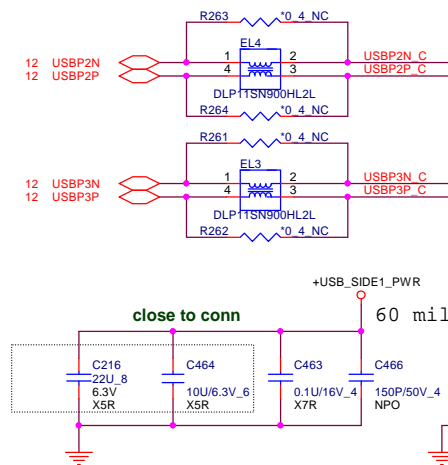 R263 *0_4_NC
EL4
12 USBP2N 1 2 USBP2N_C
12 USBP2P 4 3 USBP2P_C
DLP11SN900HL2L
R264 *0_4_NC
R261 *0_4_NC
EL3
12 USBP3N 1 2 USBP3N_C
12 USBP3P 4 3 USBP3P_C
DLP11SN900HL2L
R262 *0_4_NC
+USB_SIDE1_PWR
close to conn 60 mil
C216 C464 C463 C466
22U_8 10U/6.3V_6 0.1U/16V_4 150P/50V_4
6.3V X5R X7R NPO
X5R